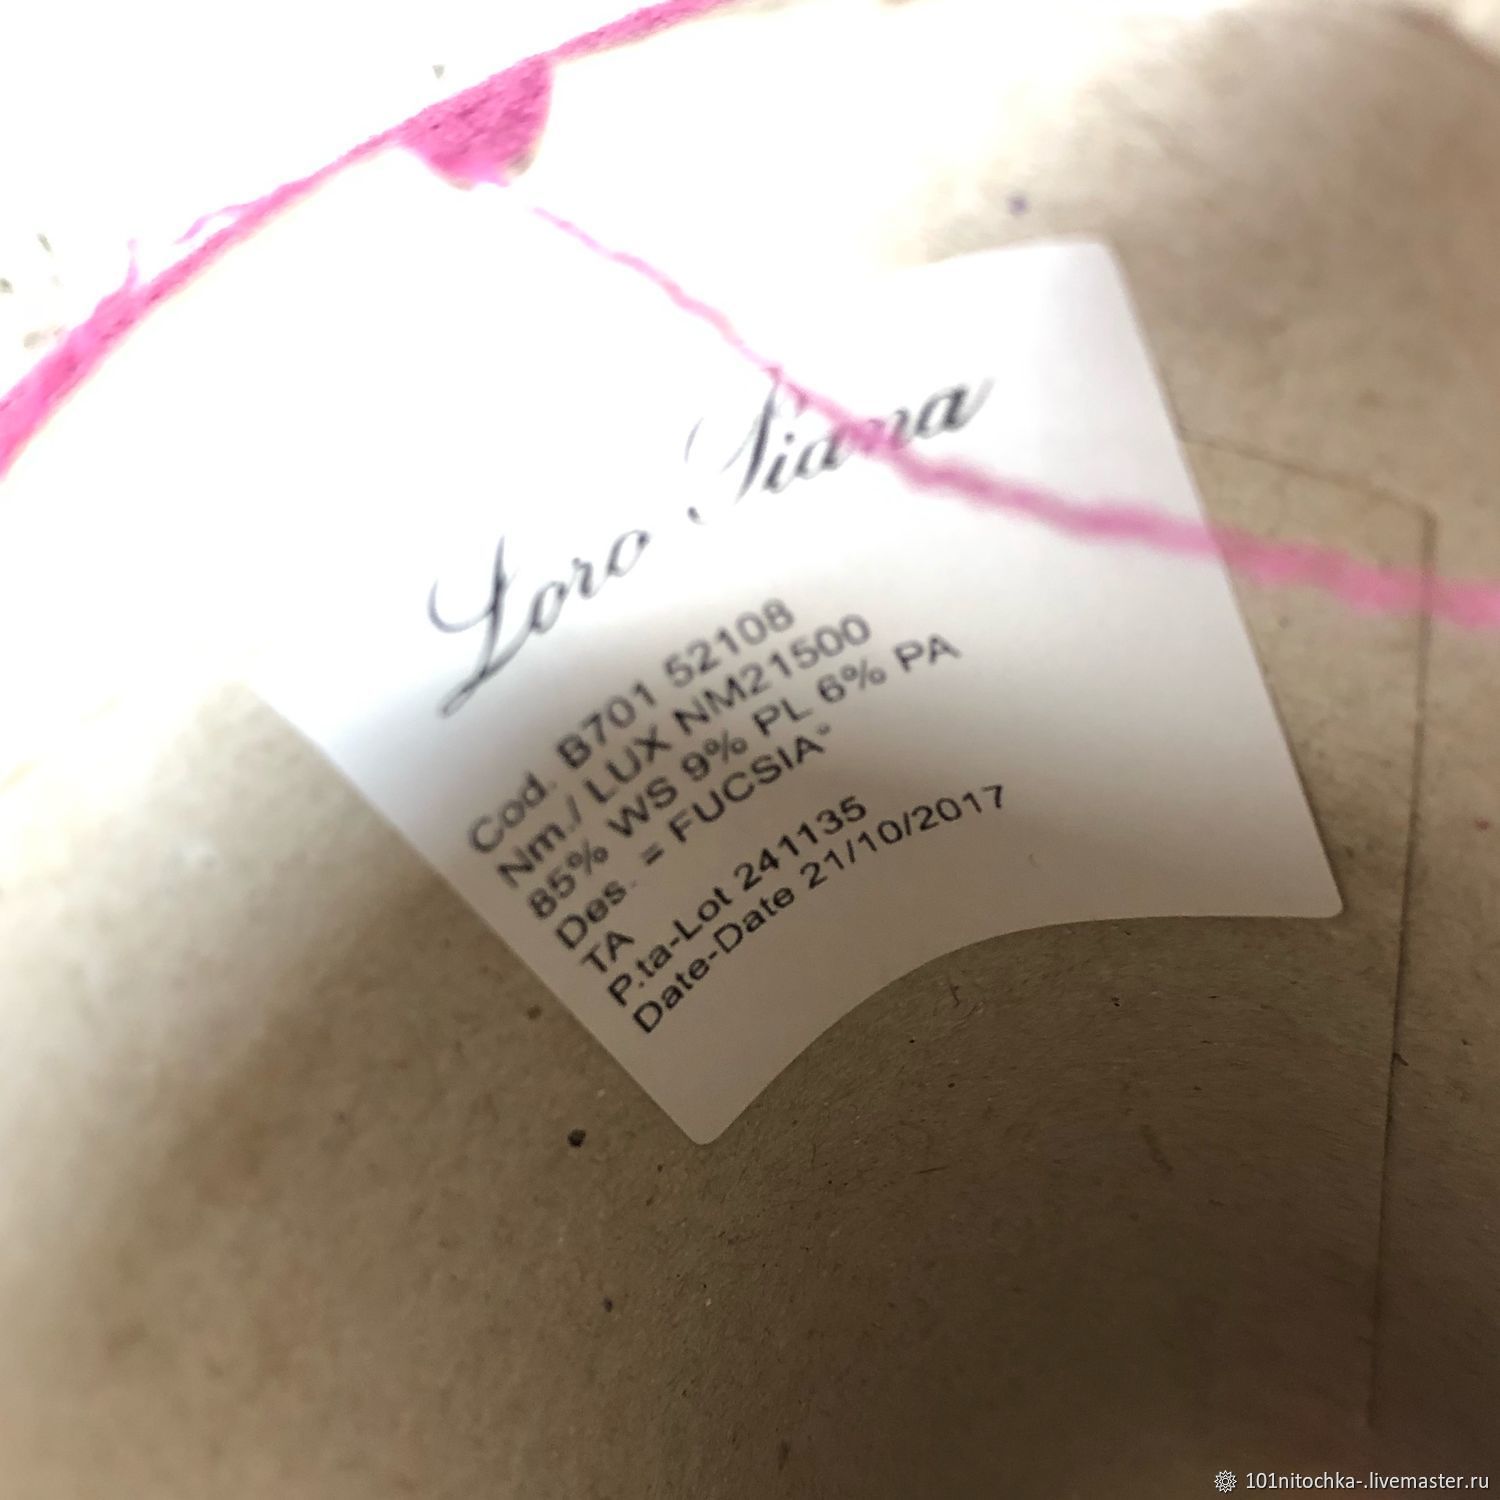 Loro Piana
Cod. B701 52108
Nm./ LUX NM21500
85% WS 9% PL 6% PA
Des. = FUCSIA"
TA
P.ta-Lot 241135
Date-Date 21/10/2017
101nitochka-.livemaster.ru